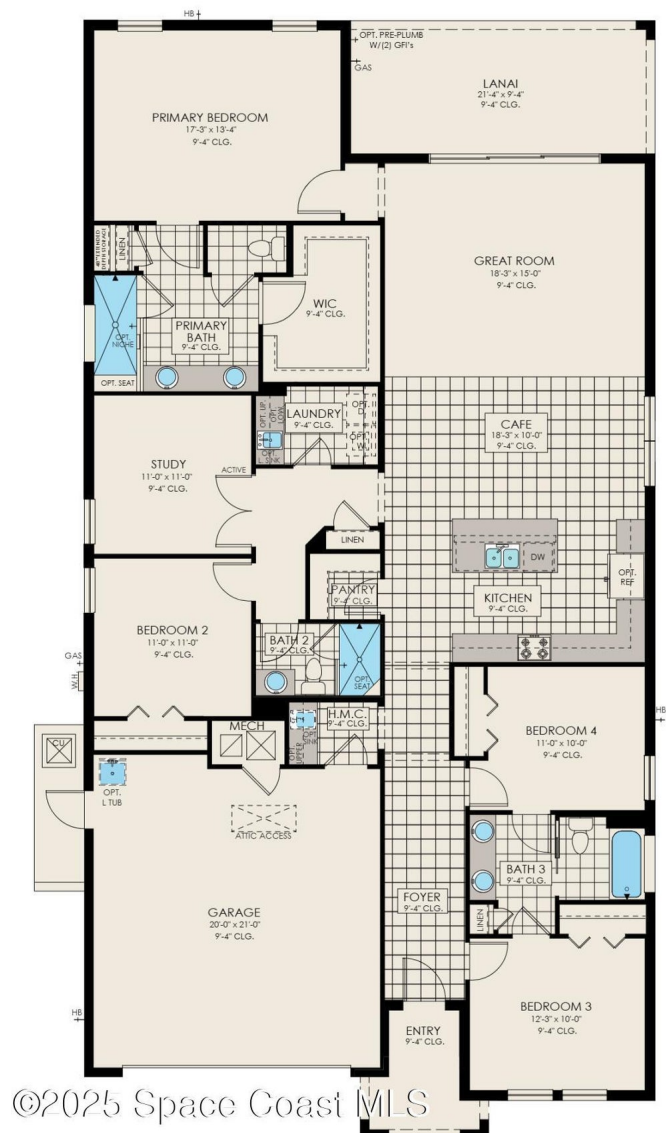 HB
OPT. PRE-PLUMB
W/(2) GFI's
GAS
LANAI
21'-4" x 9'-4"
9'-4" CLG.
PRIMARY BEDROOM
17'-3" x 13'-4"
9'-4" CLG.
LINEN
GREAT ROOM
18'-3" x 15'-0"
9'-4" CLG.
WIC
9'-4" CLG.
PRIMARY
BATH
9'-4" CLG.
OPT.
NICHE
OPT. SEAT
LAUNDRY
9'-4" CLG.
OPT.
D
OPT.
W
OPT.
L SINK
CAFE
18'-3" x 10'-0"
9'-4" CLG.
STUDY
11'-0" x 11'-0"
9'-4" CLG.
ACTIVE
LINEN
DW
OPT.
REF
PANTRY
9'-4" CLG.
KITCHEN
9'-4" CLG.
BEDROOM 2
11'-0" x 11'-0"
9'-4" CLG.
BATH 2
9'-4" CLG.
OPT.
SEAT
GAS
W.H.
MECH
H.M.C.
9'-4" CLG.
OPT.
UPPER
OPT.
SINK
HB
BEDROOM 4
11'-0" x 10'-0"
9'-4" CLG.
CU
OPT.
L TUB
ATTIC ACCESS
BATH 3
9'-4" CLG.
FOYER
9'-4" CLG.
LINEN
GARAGE
20'-0" x 21'-0"
9'-4" CLG.
BEDROOM 3
12'-3" x 10'-0"
9'-4" CLG.
HB
ENTRY
9'-4" CLG.
©2025 Space Coast MLS